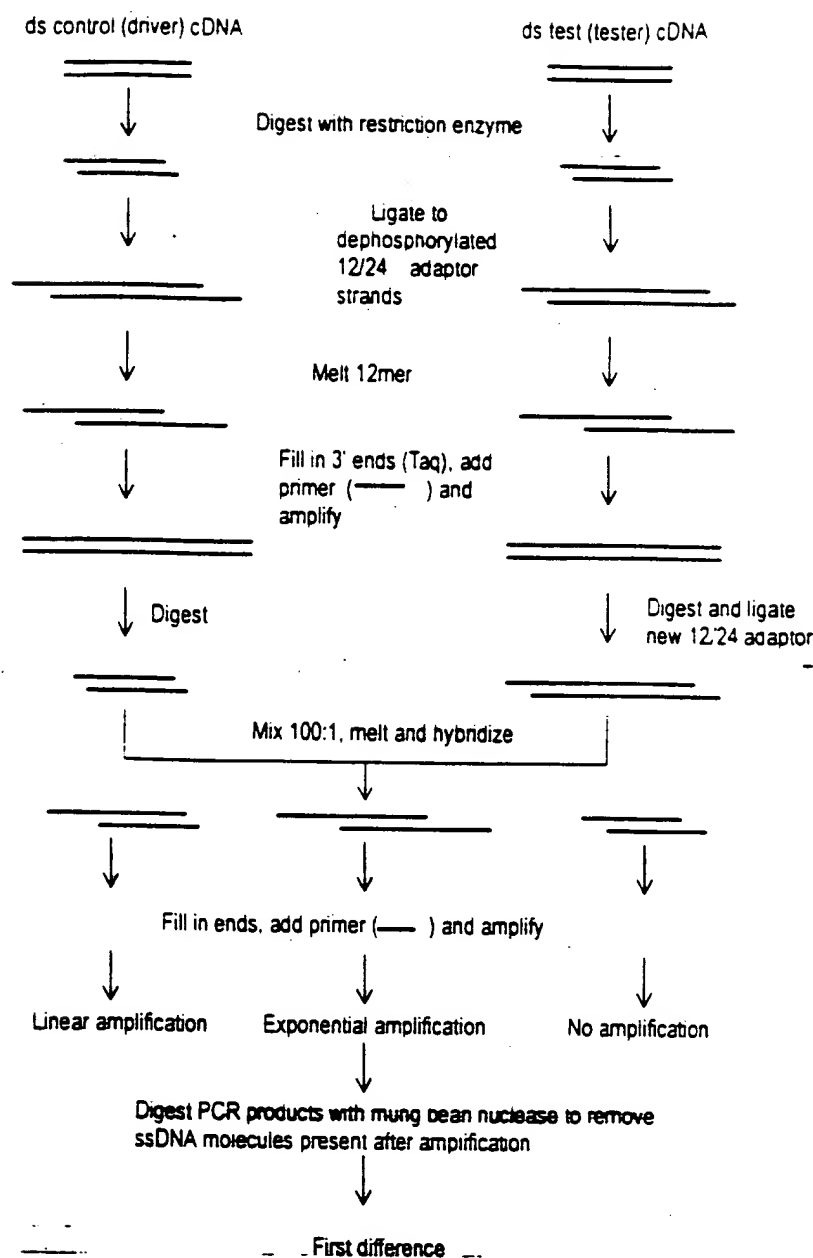 ds control (driver) cDNA
ds test (tester) cDNA
Digest with restriction enzyme
Ligate to
dephosphorylated
12/24 adaptor
strands
Melt 12mer
Fill in 3' ends (Taq), add
primer ( ) and
amplify
Digest
Digest and ligate
new 12/24 adaptor
Mix 100:1, melt and hybridize
Fill in ends, add primer ( ) and amplify
Linear amplification
Exponential amplification
No amplification
Digest PCR products with mung bean nuclease to remove
ssDNA molecules present after amplification
First difference